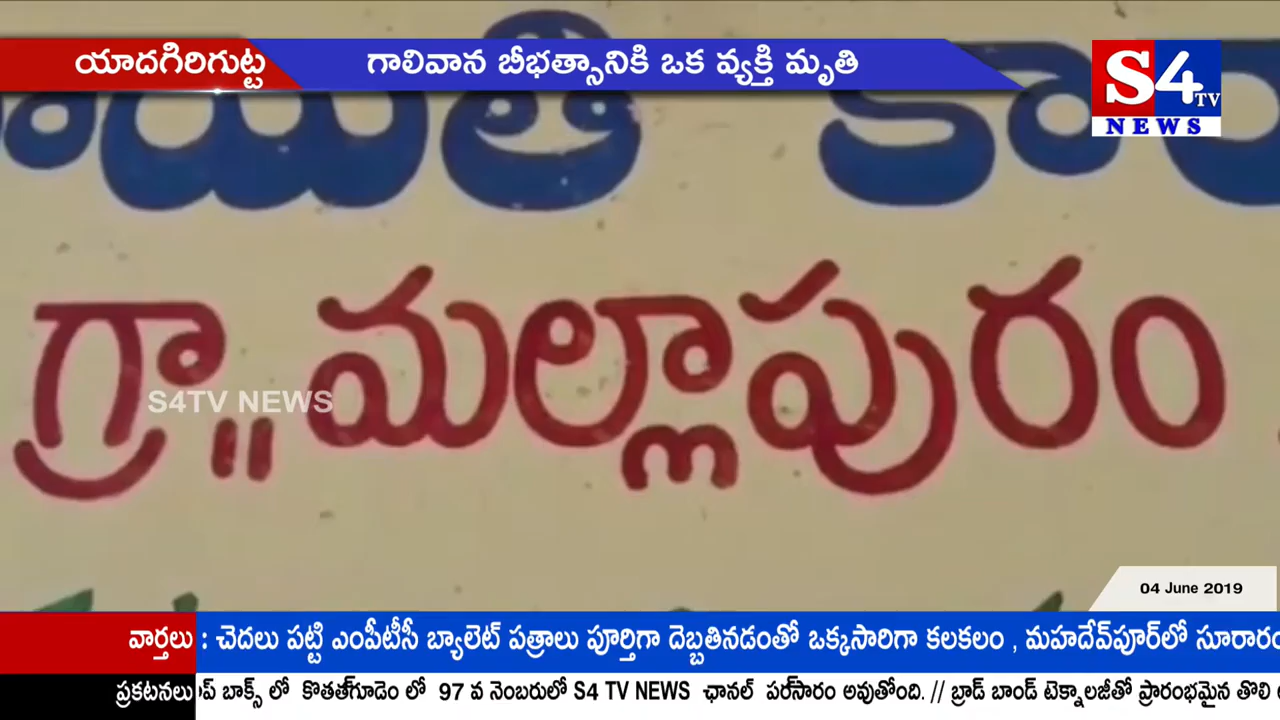 యాదగిరిగుట్ట
గాలివాన బీభత్సానికి ఒక వ్యక్తి మృతి
S4
TV
NEWS
గ్రా॥ మల్లాపురం
S4TV NEWS
04 June 2019
వార్తలు : చెదలు పట్టి ఎంపీటీసీ బ్యాలెట్ పత్రాలు పూర్తిగా దెబ్బతినడంతో ఒక్కసారిగా కలకలం , మహదేవ్‌పూర్‌లో
ప్రకటనలు బాక్స్ లో కొత్తగూడెం లో 97 వ నెంబరులో S4 TV NEWS ఛానల్ పర్‌సారం అవుతోంది. // బ్రాడ్ బాండ్ టెక్నాలజీతో ప్రారంభమైన తొలి